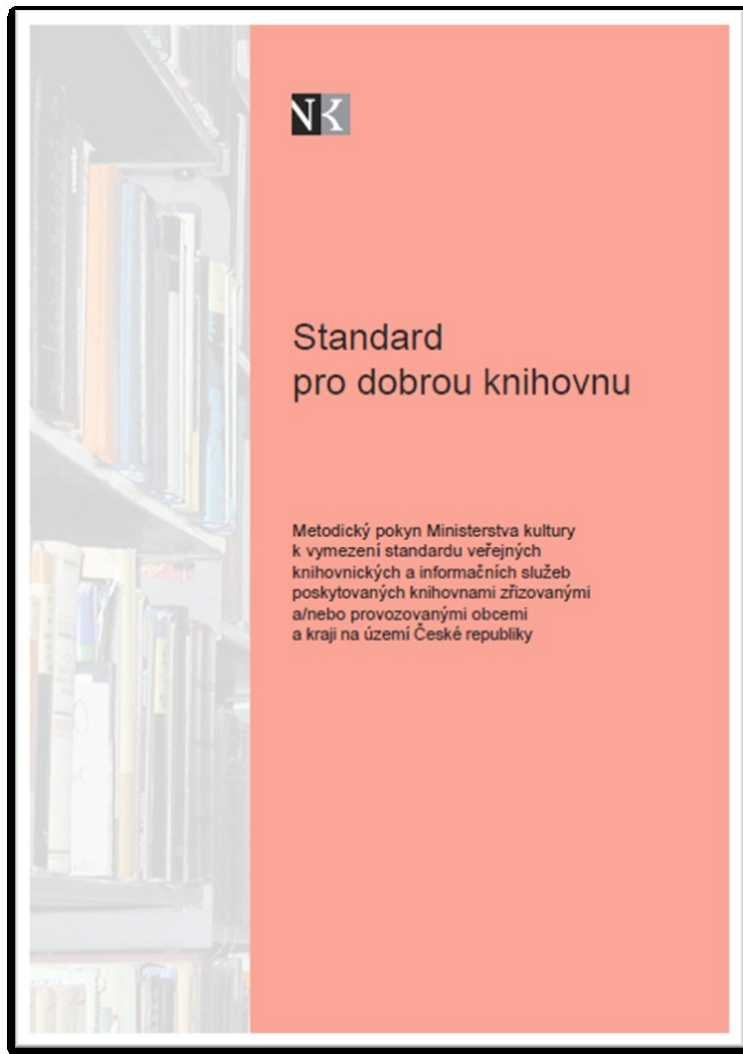 NK
Standard
pro dobrou knihovnu
Metodický pokyn Ministerstva kultury
k vymezení standardu veřejných
knihovnických a informačních služeb
poskytovaných knihovnami zřizovanými
a/nebo provozovanými obcemi
a kraji na území České republiky